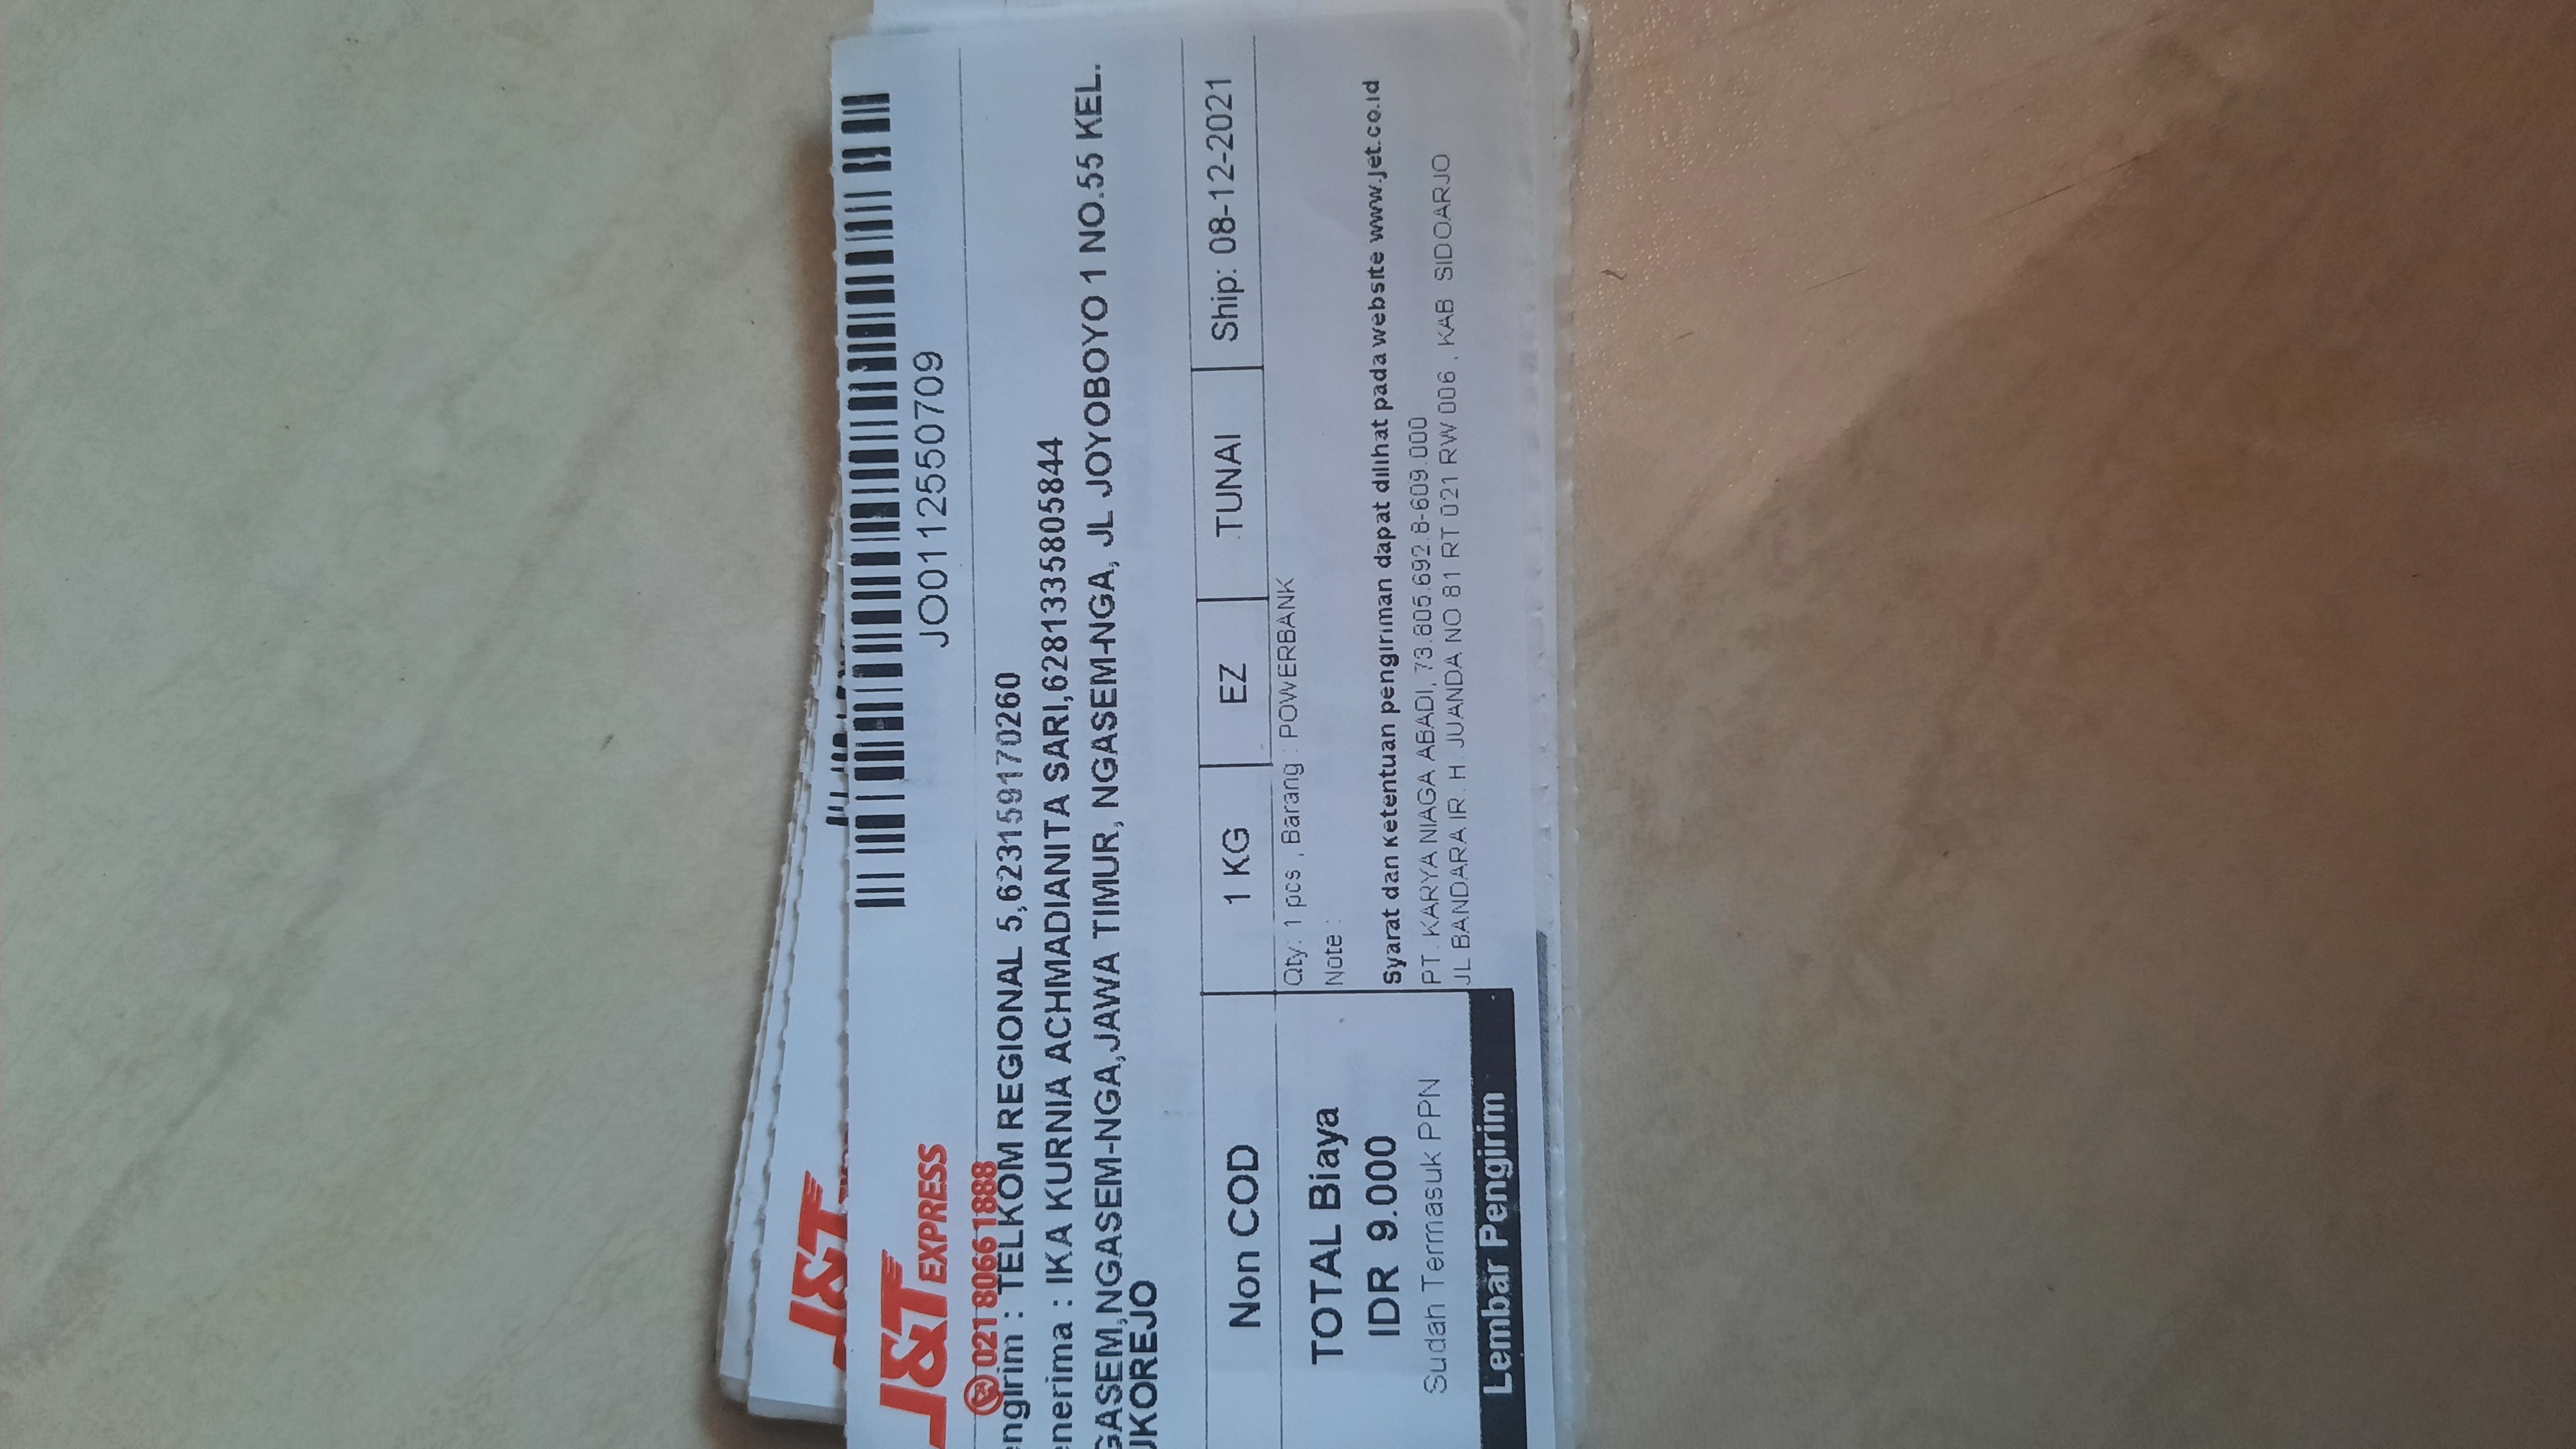 J&T
J&T EXPRESS
JO0112550709
021 8066 1888
engirim : TELKOM REGIONAL 5,623159170260
enerima : IKA KURNIA ACHMADIANITA SARI,6281335805844
GASEM,NGASEM-NGA,JAWA TIMUR, NGASEM-NGA, JL JOYOBOYO 1 NO.55 KEL.
UKOREJO
Non COD 1 KG EZ TUNAI Ship: 08-12-2021
Qty: 1 pcs , Barang : POWERBANK
TOTAL Biaya
Note :
IDR 9.000
Syarat dan Ketentuan pengiriman dapat dilihat pada website www.jet.co.id
Sudah Termasuk PPN
PT. KARYA NIAGA ABADI, 73.805.692.8-609.000
JL BANDARA IR. H. JUANDA NO 81 RT 021 RW 006 , KAB SIDOARJO
Lembar Pengirim